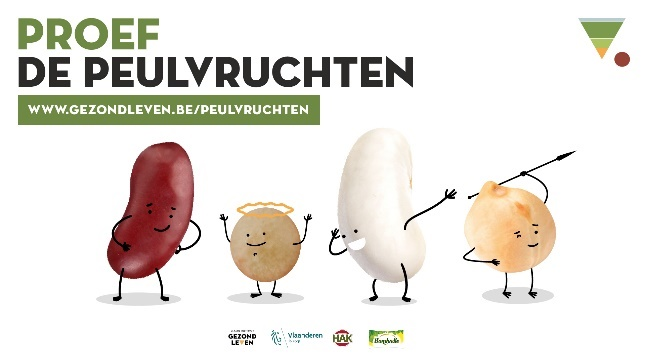 PROEF
DE PEULVRUCHTEN
WWW.GEZONDLEVEN.BE/PEULVRUCHTEN
GEZOND
LEVEN
Vlaanderen
HAK
Bonduelle